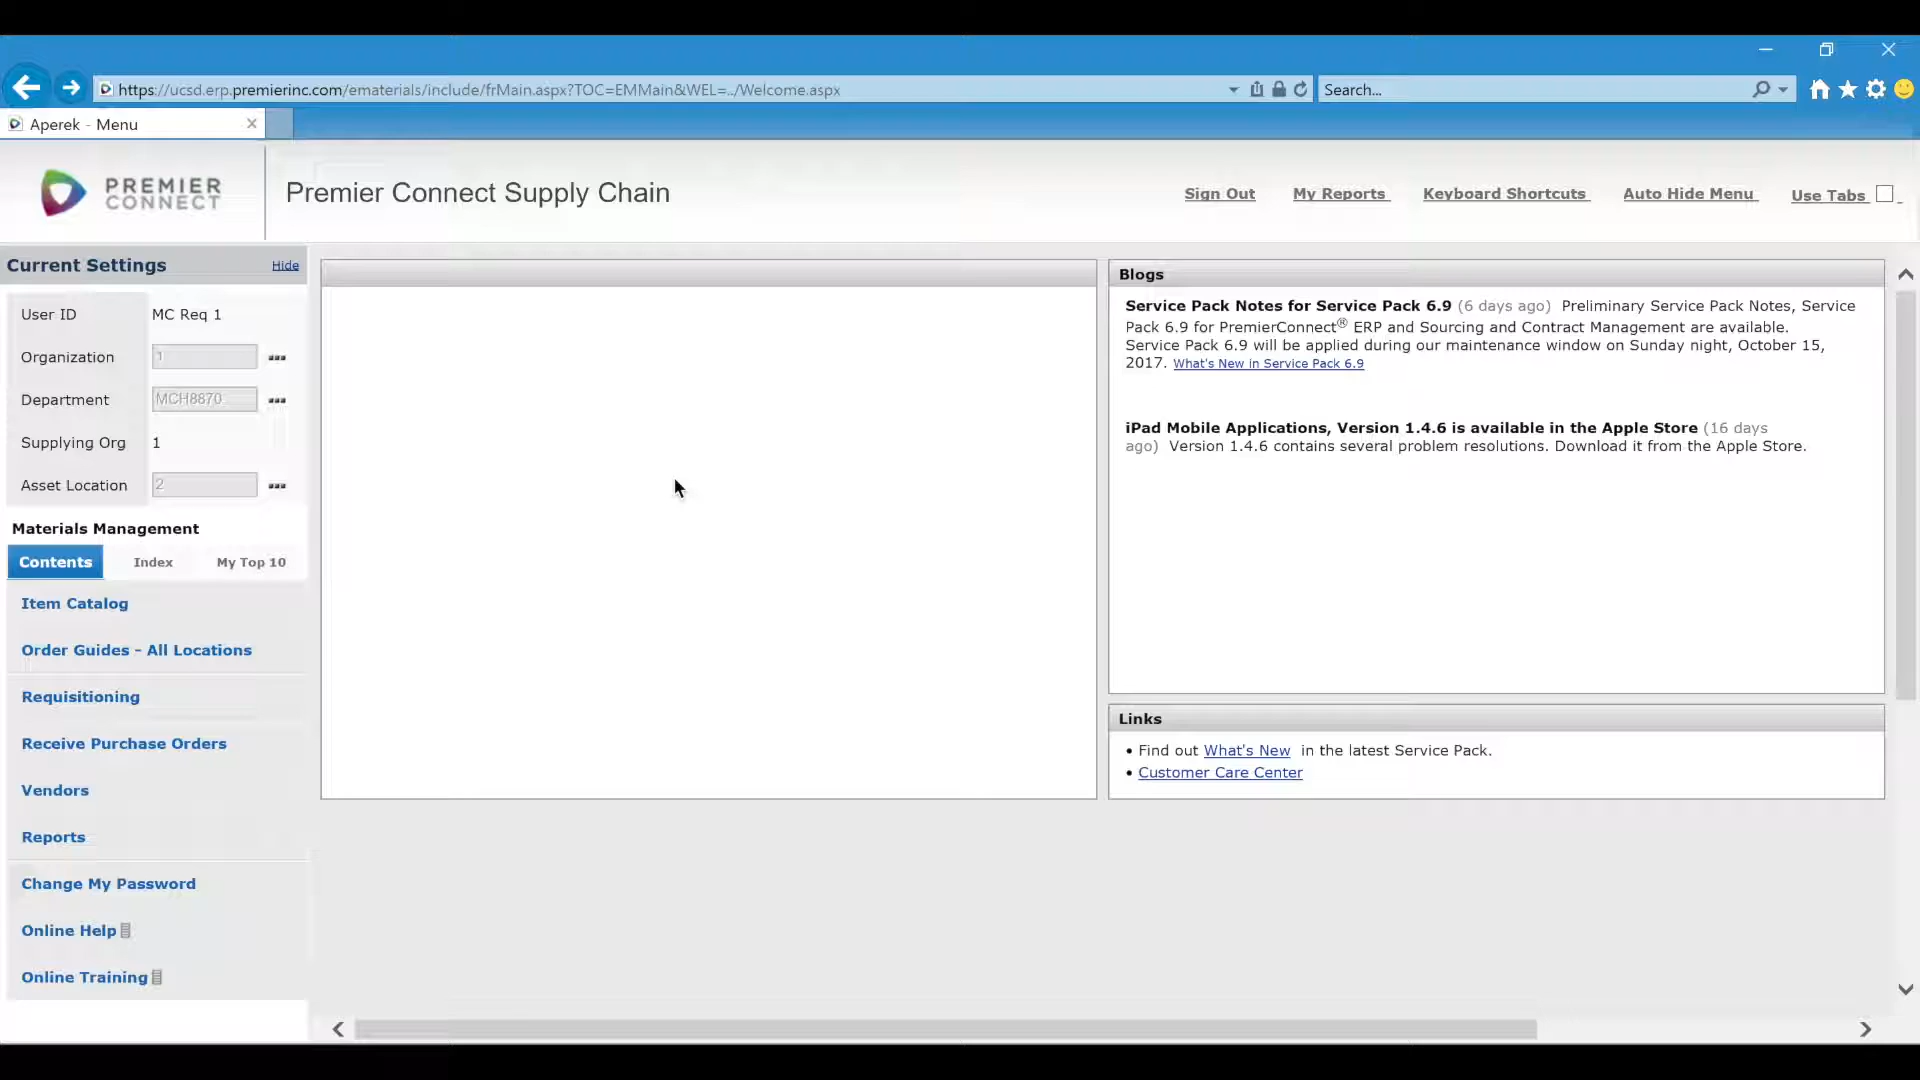 https://ucsd.erp.premierinc.com/ematerials/include/frMain.aspx?TOC=EMMain&WEL=../Welcome.aspx
Search...
Aperek - Menu
PREMIER
CONNECT
Premier Connect Supply Chain
Sign Out
My Reports
Keyboard Shortcuts
Auto Hide Menu
Use Tabs
Current Settings
Hide
User ID MC Req 1
Organization 1
Department MCH8870
Supplying Org 1
Asset Location 2
Materials Management
Contents Index My Top 10
Item Catalog
Order Guides - All Locations
Requisitioning
Receive Purchase Orders
Vendors
Reports
Change My Password
Online Help
Online Training
Blogs
Service Pack Notes for Service Pack 6.9 (6 days ago) Preliminary Service Pack Notes, Service
Pack 6.9 for PremierConnect® ERP and Sourcing and Contract Management are available.
Service Pack 6.9 will be applied during our maintenance window on Sunday night, October 15,
2017. What's New in Service Pack 6.9
iPad Mobile Applications, Version 1.4.6 is available in the Apple Store (16 days
ago) Version 1.4.6 contains several problem resolutions. Download it from the Apple Store.
Links
• Find out What's New in the latest Service Pack.
• Customer Care Center